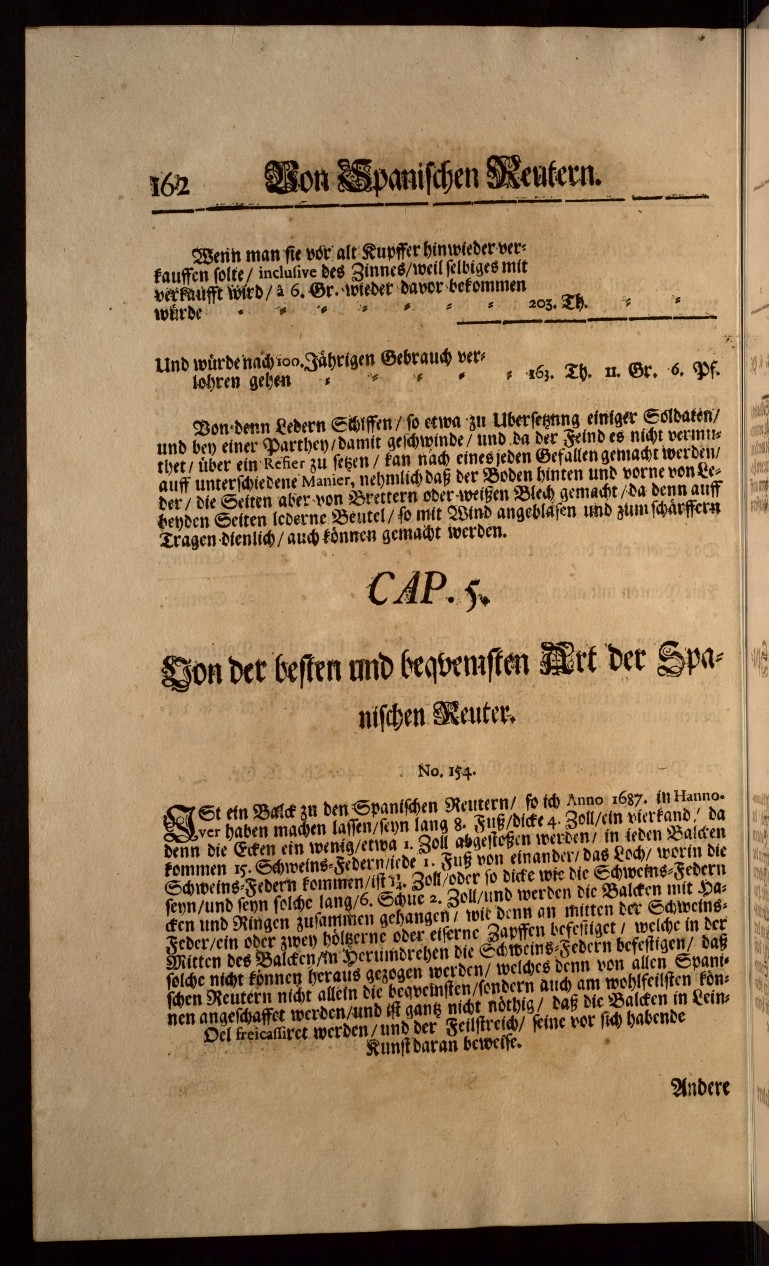 162 Von Spanischen Reutern.
Wenn man sie vor alt Kupffer hinwieder ver-
kauffen solte/ inclusive des Zinnes/weil selbiges mit
verkaufft wird/ à 6. Gr. wieder davor bekommen
würde - - - - - - - 203. Th. - -
Und würde nach 100. Jährigen Gebrauch ver-
lohren gehen - - - - - 163. Th. 11. Gr. 6. Pf.
Von denn Ledern Schiffen/ so etwa zu Ubersetzung einiger Soldaten/
und bey einer Parthey/damit geschwinde/ und da der Feind es nicht vermu-
thet/ über ein Refier zu setzen/ kan nach eines jeden Gefallen gemacht werden/
auff unterschiedene Manier, nehmlich daß der Boden hinten und vorne von Le-
der/ die Seiten aber von Brettern oder weißen Blech gemacht/da denn auff
beyden Seiten lederne Beutel/ so mit Wind angeblasen und zum schärffern
Tragen dienlich/ auch können gemacht werden.
CAP. 5.
Von der besten und beqvemsten Art der Spa-
nischen Reuter.
No. 154.
ISt ein Balck zu den Spanischen Reutern/ so ich Anno 1687. in Hanno-
ver haben machen lassen/seyn lang 8. Fuß/dicke 4. Zoll/ein vierkand/ da
denn die Ecken ein wenig/etwa 1. Zoll abgestoßen werden/ in jeden Balcken
kommen 15. Schweins-Federn/jede 1. Fuß von einander/das Loch/ worin die
Schweins-Federn kommen/ist Zoll/oder so dicke wie die Schweins-Federn
seyn/und seyn solche lang/6. Schue 2. Zoll/und werden die Balcken mit Ha-
cken und Ringen zusammen gehangen/ wie denn an mitten der Schweins-
Feder/ein oder zwey höltzerne oder eiserne Zapffen befestiget/ welche in der
Mitten des Balcken/in Herumdrehen die Schweins-Federn befestigen/ daß
solche nicht können heraus gezogen werden/ welches denn von allen Spani-
schen Reutern nicht allein die beqvemsten/sondern auch am wohlfeilsten kön-
nen angeschaffet werden/und ist gantz nicht nöthig/ daß die Balcken in Lein-
Oel freicassiret werden/ und der Feilstreich/ seine vor sich habende
Kunst daran beweise.
Andere